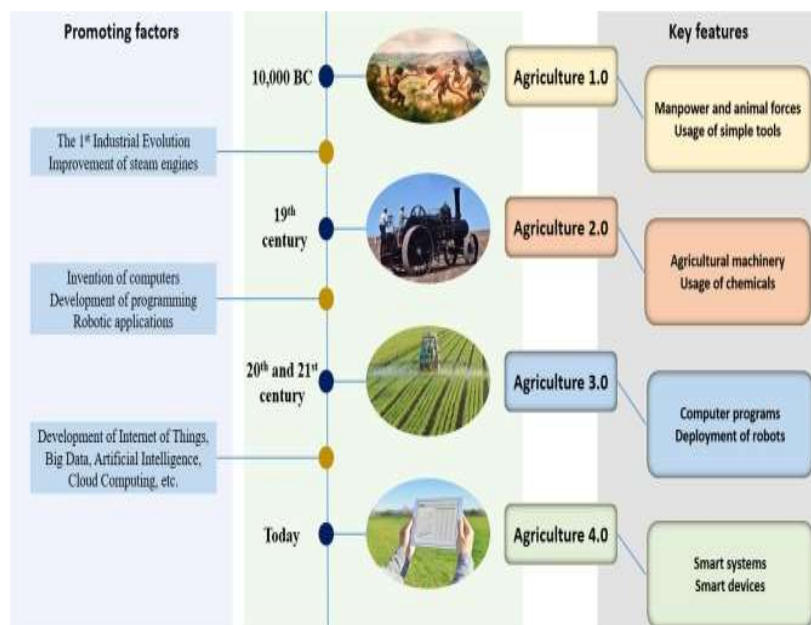 Promoting factors
Key features
10,000 BC
Agriculture 1.0
Manpower and animal forces
Usage of simple tools
The 1st Industrial Evolution
Improvement of steam engines
19th
century
Agriculture 2.0
Agricultural machinery
Usage of chemicals
Invention of computers
Development of programming
Robotic applications
20th and 21st
century
Agriculture 3.0
Computer programs
Deployment of robots
Development of Internet of Things,
Big Data, Artificial Intelligence,
Cloud Computing, etc.
Today
Agriculture 4.0
Smart systems
Smart devices